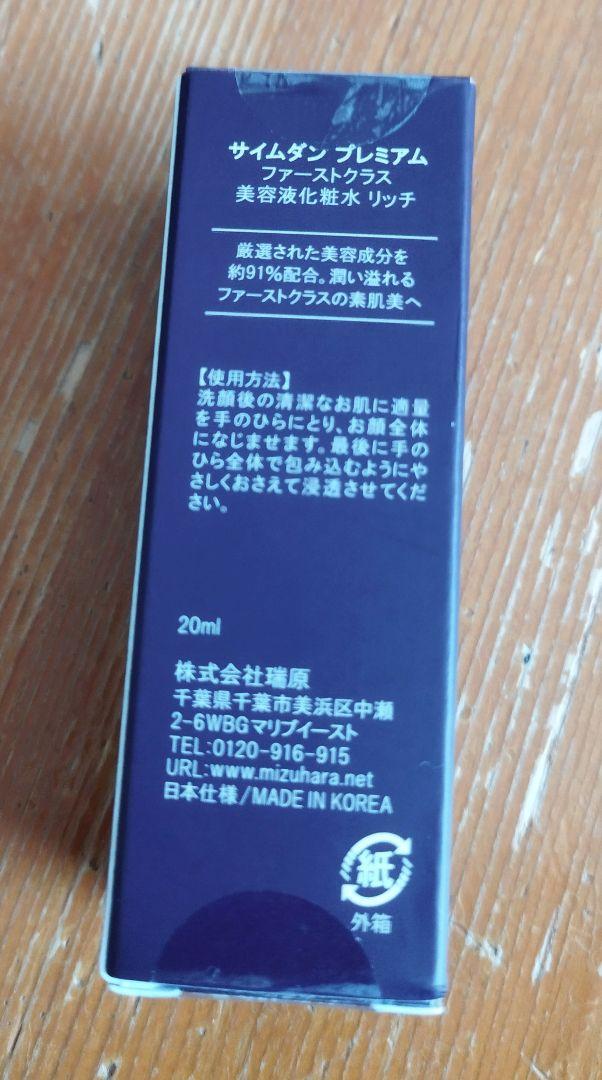 サイムダン プレミアム
ファーストクラス
美容液化粧水 リッチ
厳選された美容成分を
約91%配合。潤い溢れる
ファーストクラスの素肌美へ
【使用方法】
洗顔後の清潔なお肌に適量
を手のひらにとり、お顔全体
になじませます。最後に手の
ひら全体で包み込むようにや
さしくおさえて浸透させてくだ
さい。
20ml
株式会社瑞原
千葉県千葉市美浜区中瀬
2-6WBGマリブイースト
TEL:0120-916-915
URL:www.mizuhara.net
日本仕様/MADE IN KOREA
紙
外箱